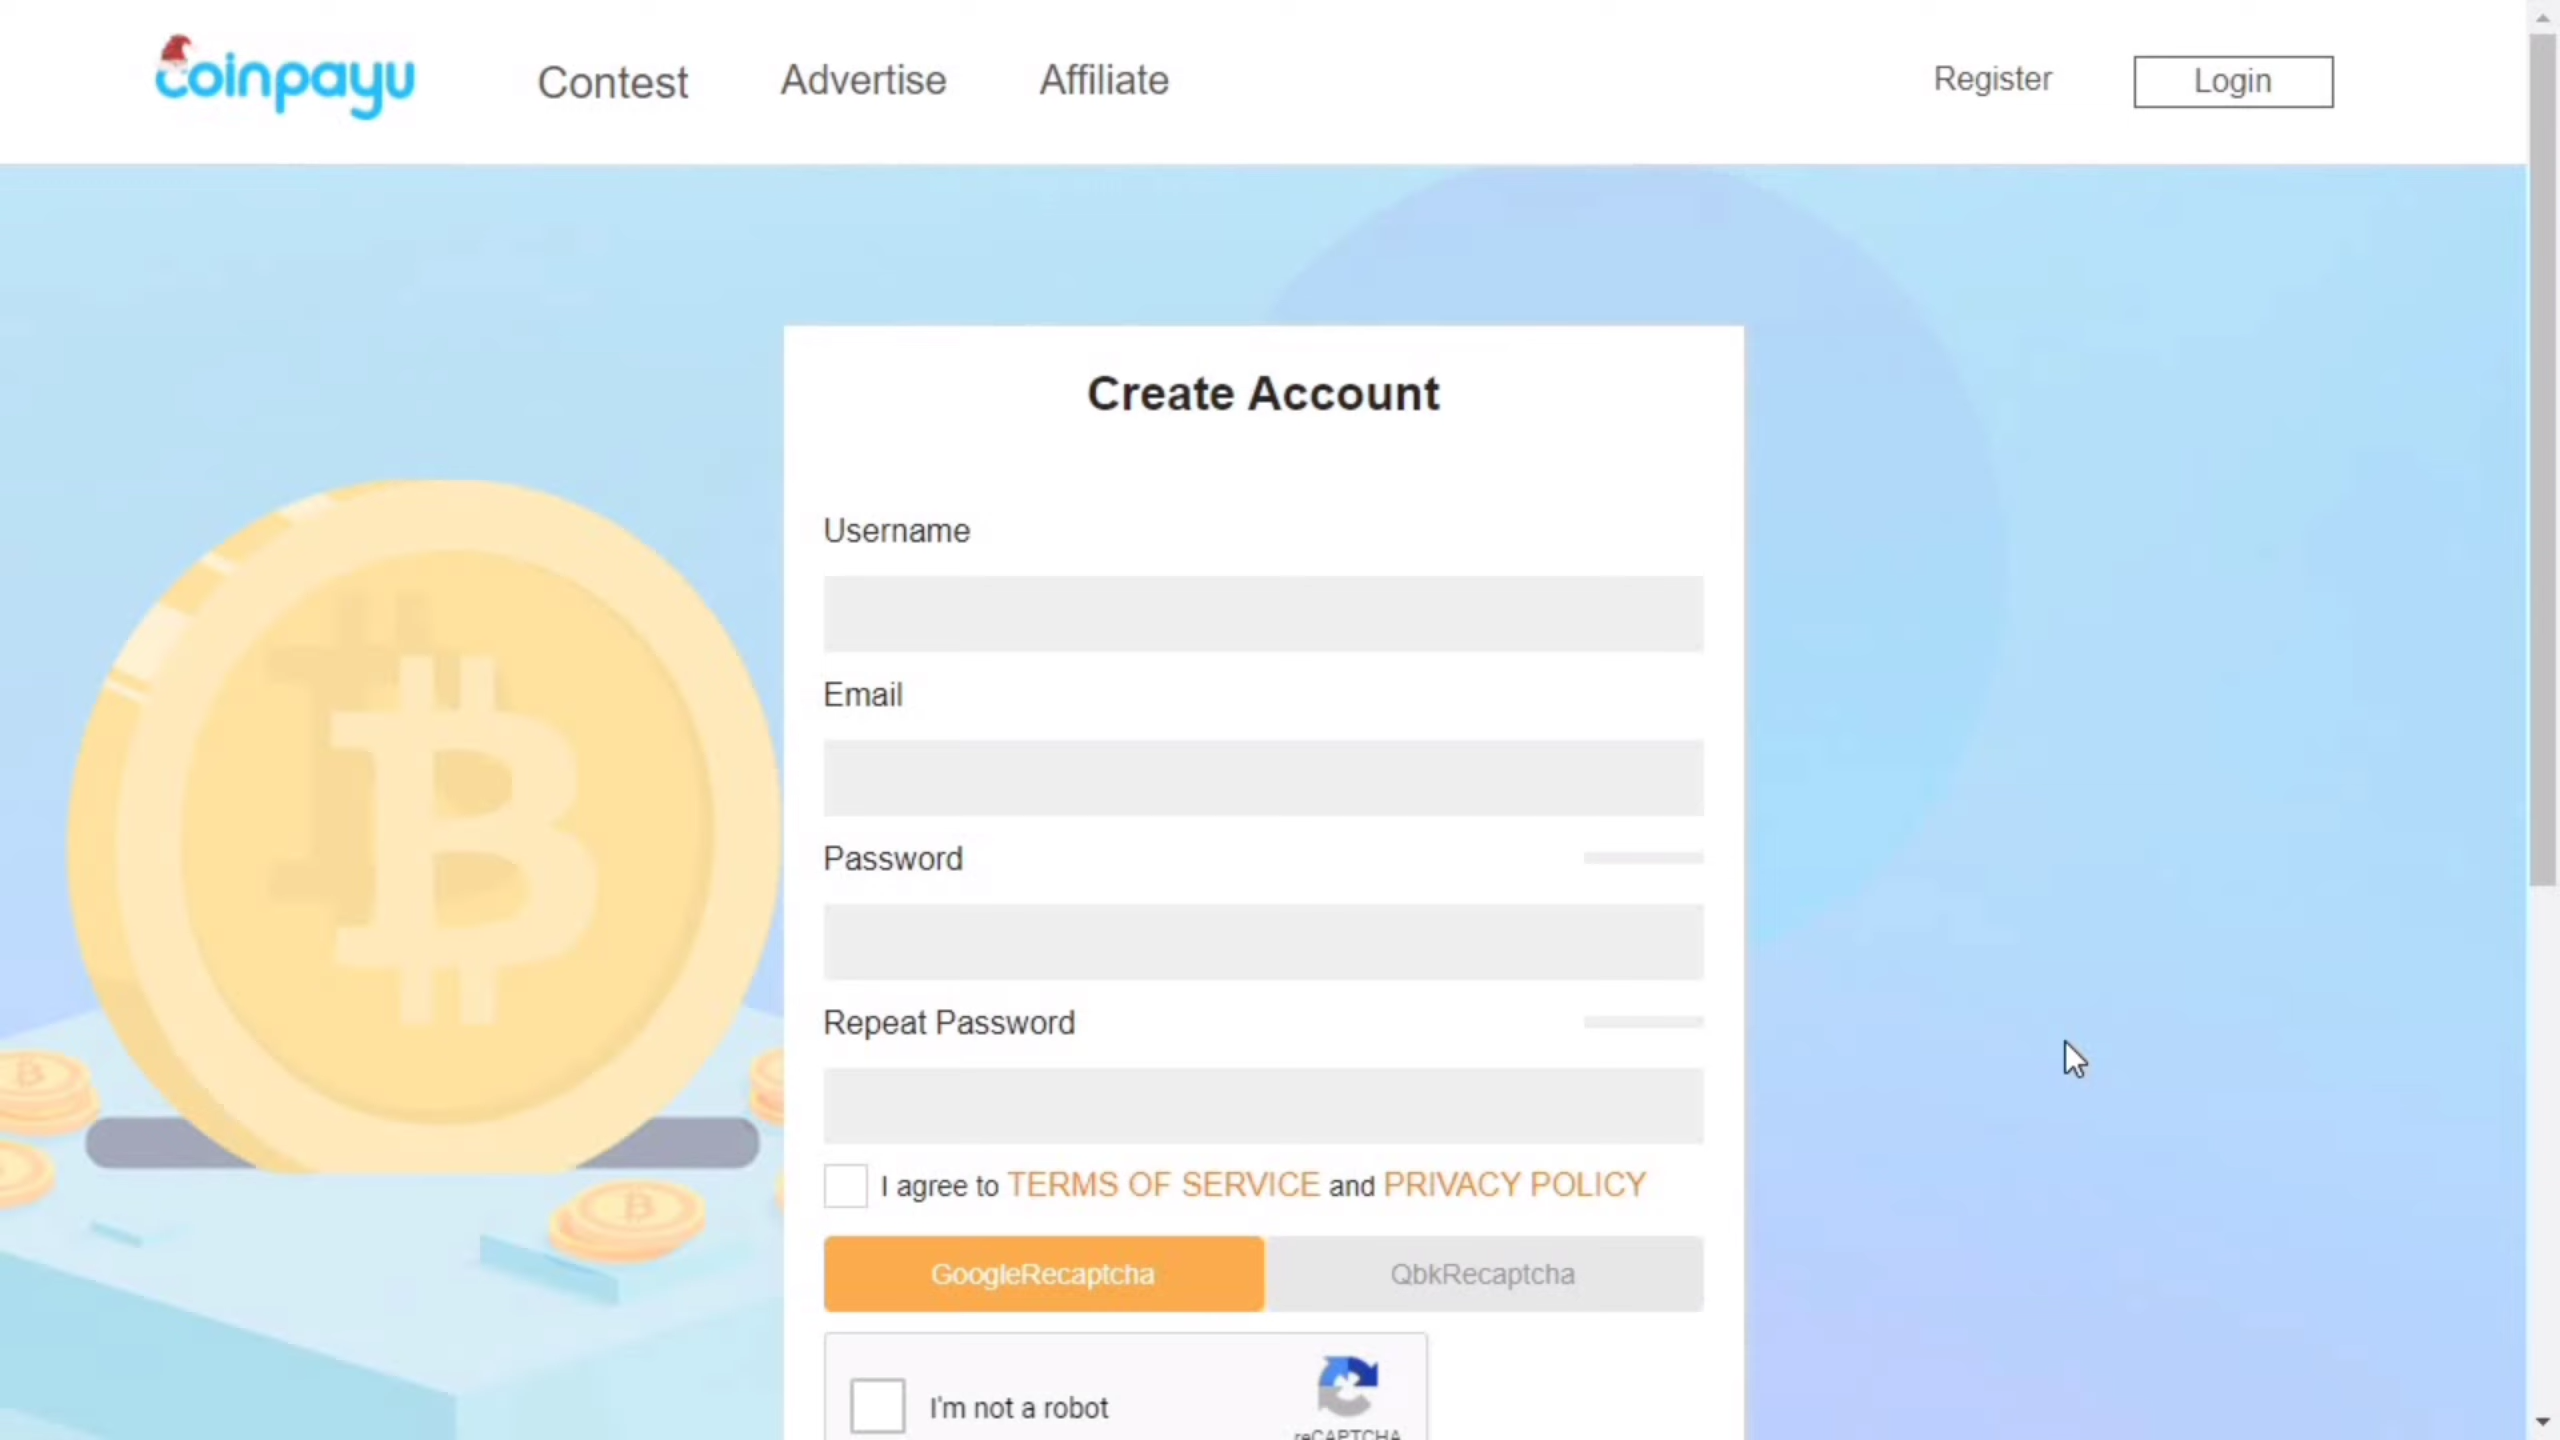 coinpayu
Contest
Advertise
Affiliate
Register
Login
Create Account
Username
Email
Password
Repeat Password
I agree to TERMS OF SERVICE and PRIVACY POLICY
GoogleRecaptcha
QbkRecaptcha
I'm not a robot
reCAPTCHA